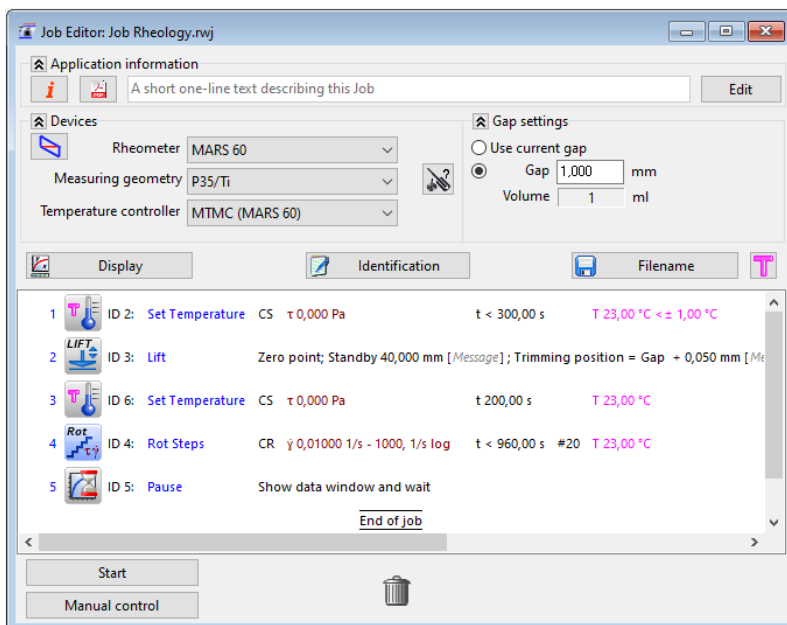 Job Editor: Job Rheology.rwj
Application information
i A short one-line text describing this Job Edit
Devices
Rheometer MARS 60
Measuring geometry P35/Ti
Temperature controller MTMC (MARS 60)
Gap settings
Use current gap
Gap 1,000 mm
Volume 1 ml
Display Identification Filename T
1 T ID 2: Set Temperature CS τ 0,000 Pa t < 300,00 s T 23,00 °C < ± 1,00 °C
2 LIFT ID 3: Lift Zero point; Standby 40,000 mm [Message] ; Trimming position = Gap + 0,050 mm [Me
3 T ID 6: Set Temperature CS τ 0,000 Pa t 200,00 s T 23,00 °C
4 Rot τγ̇ ID 4: Rot Steps CR γ̇ 0,01000 1/s - 1000, 1/s log t < 960,00 s #20 T 23,00 °C
5 ID 5: Pause Show data window and wait
End of job
Start
Manual control